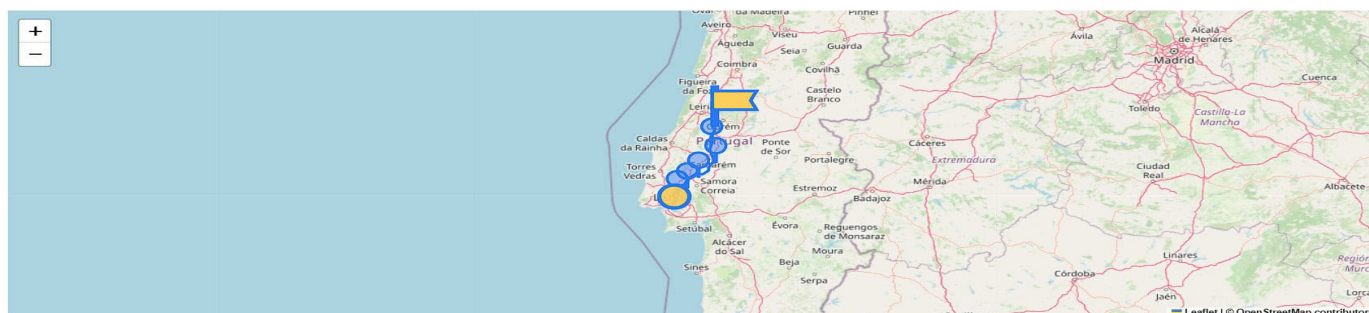 +
−
Aveiro
da Madeira
Pinhel
Viseu
Águeda
Seia
Guarda
Ávila
Alcalá
de Henares
Madrid
Coimbra
Covilhã
Cuenca
Figueira
da Foz
Castelo
Branco
Toledo
Castilla-La
Mancha
Caldas
da Rainha
Ponte
de Sor
Portalegre
Cáceres
Extremadura
Ciudad
Real
Torres
Vedras
Samora
Correia
Estremoz
Badajoz
Mérida
Albacete
Setúbal
Évora
Reguengos
de Monsaraz
Alcácer
do Sal
Moura
Beja
Serpa
Sines
Córdoba
Linares
Jaén
Leaflet | © OpenStreetMap contributors